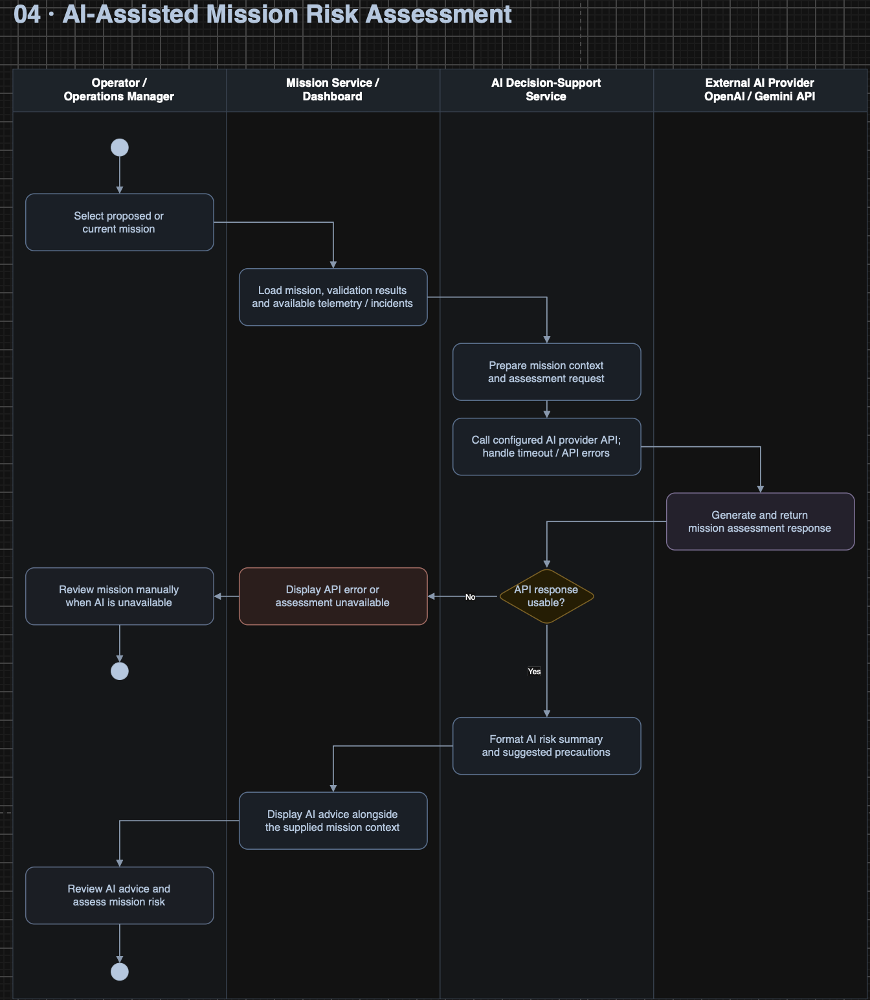 04 · AI-Assisted Mission Risk Assessment
Operator /
Operations Manager
Mission Service /
Dashboard
AI Decision-Support
Service
External AI Provider
OpenAI / Gemini API
Select proposed or
current mission
Load mission, validation results
and available telemetry / incidents
Prepare mission context
and assessment request
Call configured AI provider API;
handle timeout / API errors
Generate and return
mission assessment response
Review mission manually
when AI is unavailable
Display API error or
assessment unavailable
No
API response
usable?
Yes
Format AI risk summary
and suggested precautions
Display AI advice alongside
the supplied mission context
Review AI advice and
assess mission risk